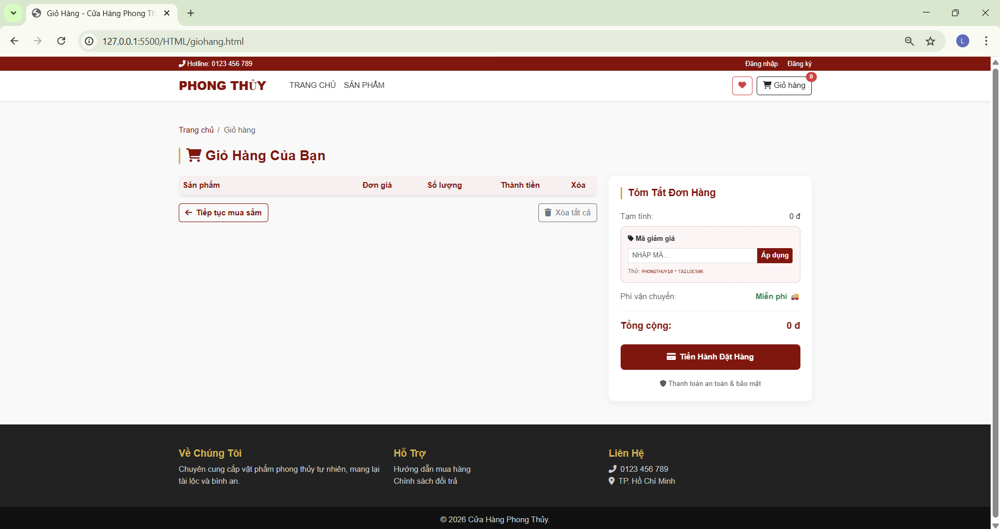 Giỏ Hàng - Cửa Hàng Phong Th
127.0.0.1:5500/HTML/giohang.html
L
Hotline: 0123 456 789
Đăng nhập Đăng ký
PHONG THỦY
TRANG CHỦ SẢN PHẨM
Giỏ hàng
0
Trang chủ / Giỏ hàng
Giỏ Hàng Của Bạn
Sản phẩm Đơn giá Số lượng Thành tiền Xóa
Tiếp tục mua sắm
Xóa tất cả
Tóm Tắt Đơn Hàng
Tạm tính: 0 đ
Mã giảm giá
NHẬP MÃ... Áp dụng
Thử: PHONGTHUY10 • TAILOC50K
Phí vận chuyển: Miễn phí
Tổng cộng: 0 đ
Tiến Hành Đặt Hàng
Thanh toán an toàn & bảo mật
Về Chúng Tôi
Chuyên cung cấp vật phẩm phong thủy tự nhiên, mang lại
tài lộc và bình an.
Hỗ Trợ
Hướng dẫn mua hàng
Chính sách đổi trả
Liên Hệ
0123 456 789
TP. Hồ Chí Minh
© 2026 Cửa Hàng Phong Thủy.